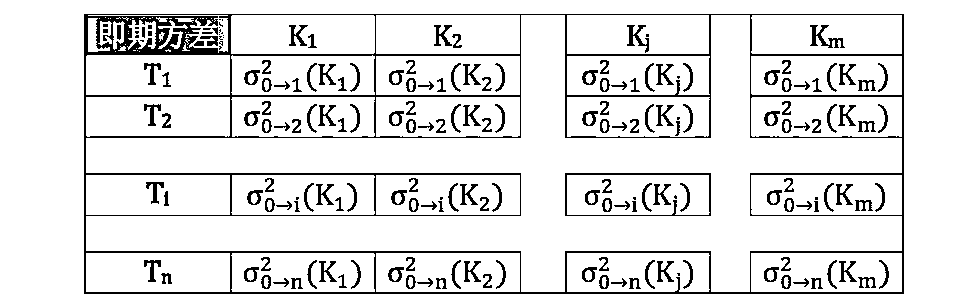 即期方差 K₁ K₂ Kⱼ Kₘ
T₁ σ²₀→₁(K₁) σ²₀→₁(K₂) σ²₀→₁(Kⱼ) σ²₀→₁(Kₘ)
T₂ σ²₀→₂(K₁) σ²₀→₂(K₂) σ²₀→₂(Kⱼ) σ²₀→₂(Kₘ)
Tᵢ σ²₀→ᵢ(K₁) σ²₀→ᵢ(K₂) σ²₀→ᵢ(Kⱼ) σ²₀→ᵢ(Kₘ)
Tₙ σ²₀→ₙ(K₁) σ²₀→ₙ(K₂) σ²₀→ₙ(Kⱼ) σ²₀→ₙ(Kₘ)